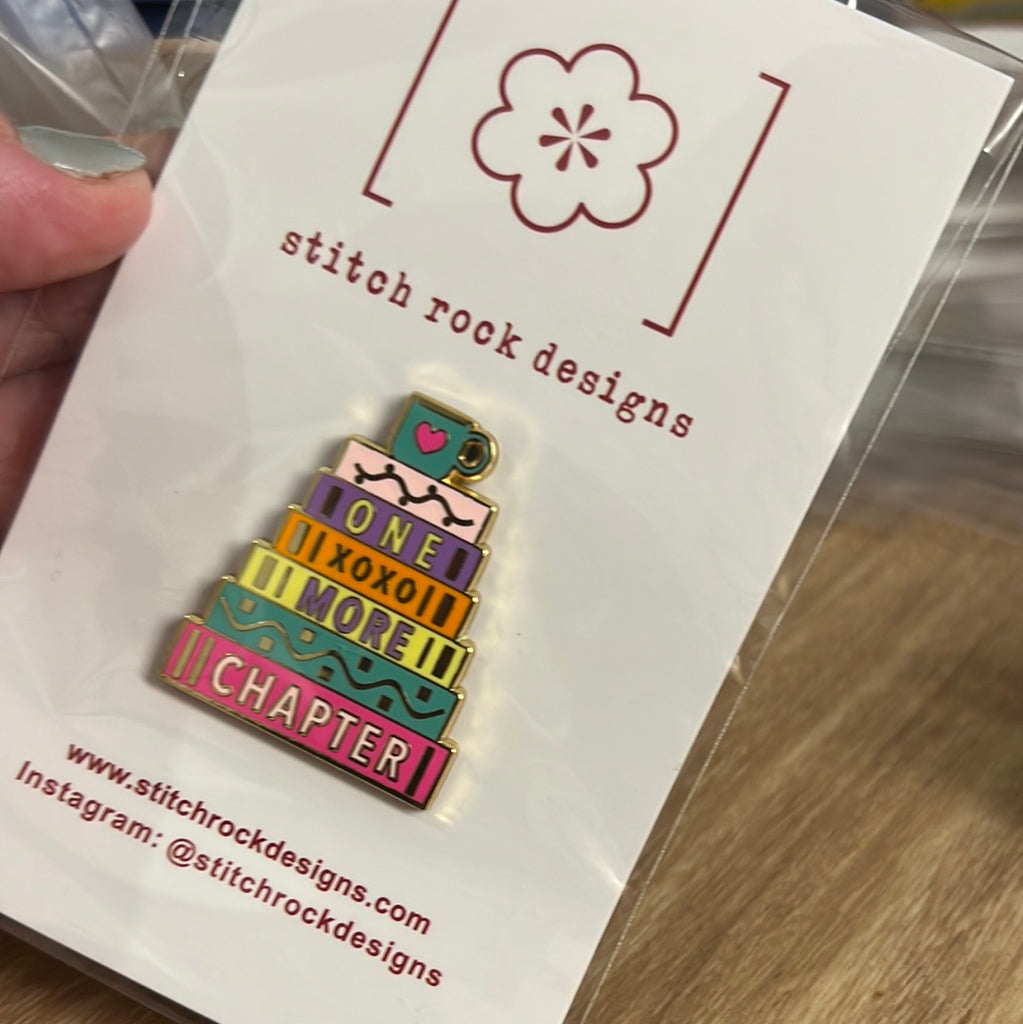 stitch rock designs
ONE
XOXO
MORE
CHAPTER
www.stitchrockdesigns.com
Instagram: @stitchrockdesigns